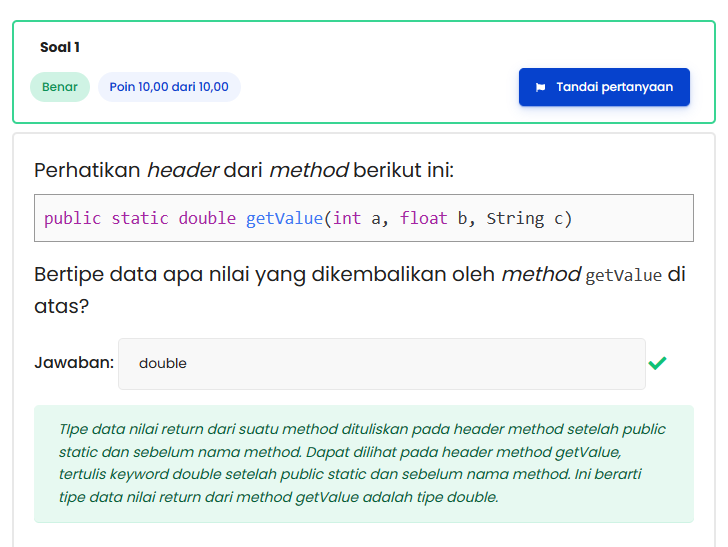 Soal 1
Benar
Poin 10,00 dari 10,00
Tandai pertanyaan
Perhatikan header dari method berikut ini:
public static double getValue(int a, float b, String c)
Bertipe data apa nilai yang dikembalikan oleh method getValue di
atas?
Jawaban: double
TIpe data nilai return dari suatu method dituliskan pada header method setelah public
static dan sebelum nama method. Dapat dilihat pada header method getValue,
tertulis keyword double setelah public static dan sebelum nama method. Ini berarti
tipe data nilai return dari method getValue adalah tipe double.